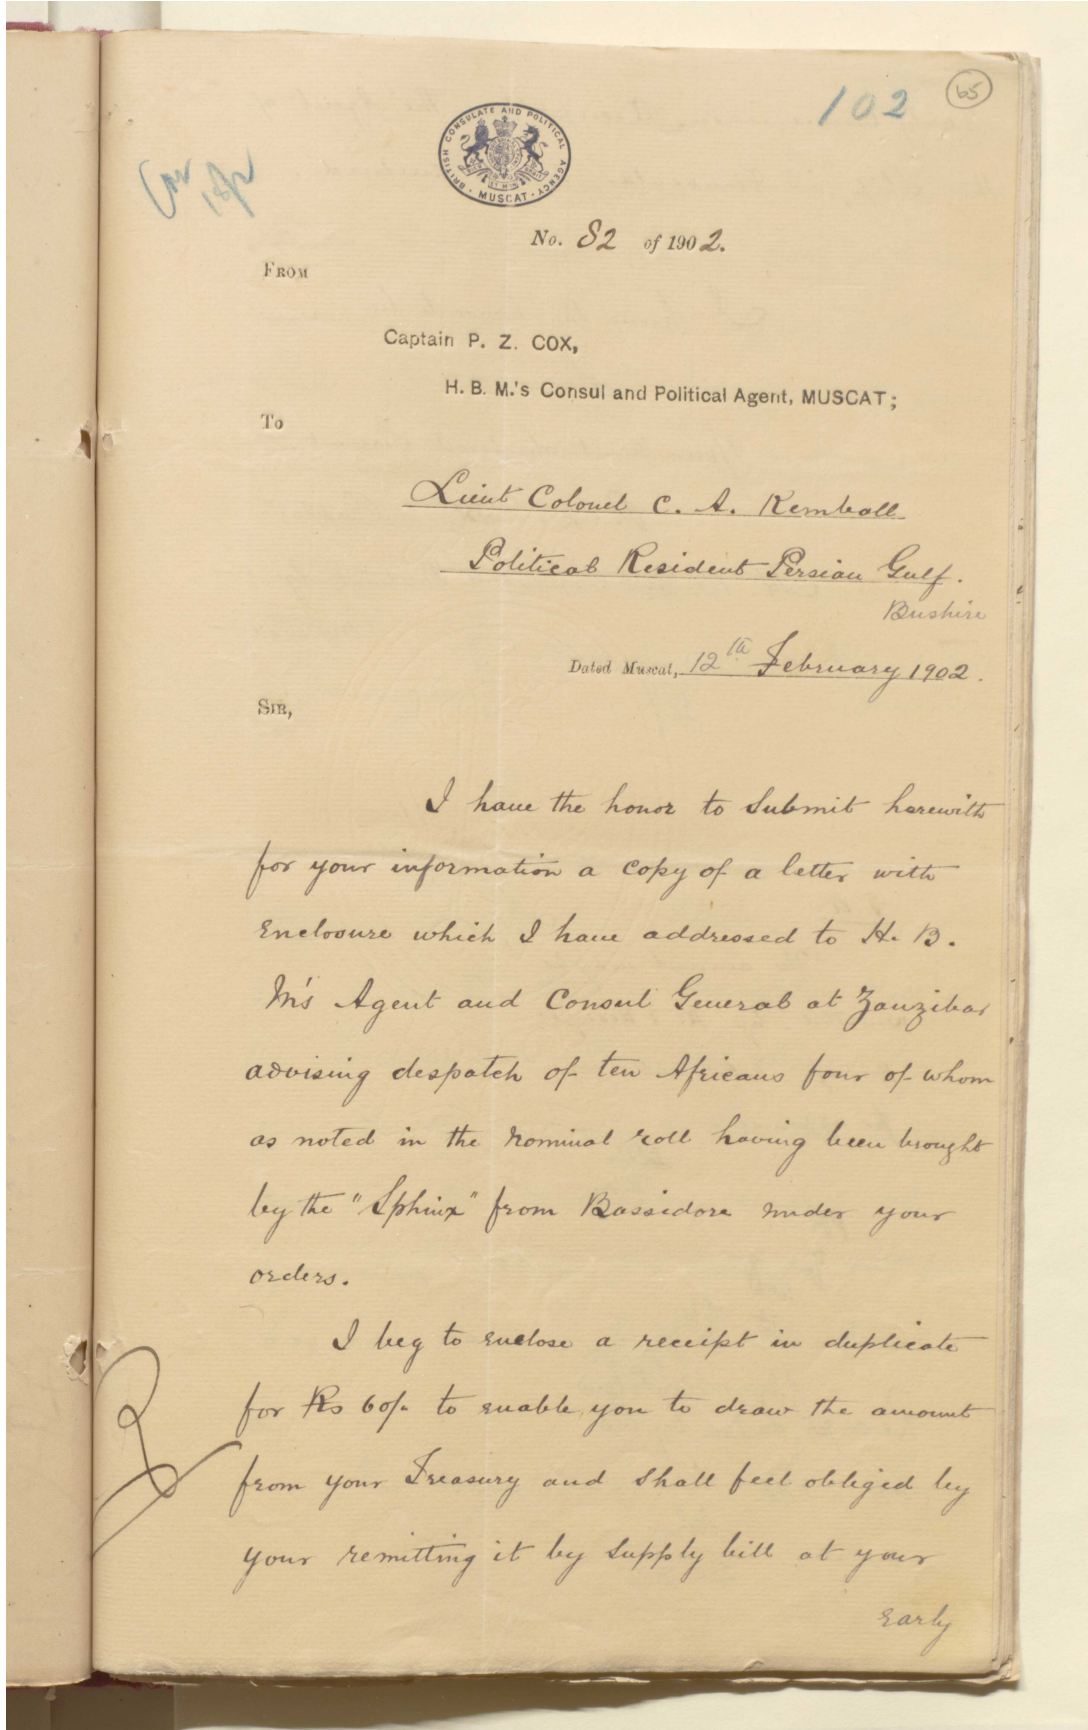 102
65
BRITISH CONSULATE AND POLITICAL AGENCY
MUSCAT
No. 82 of 1902.
FROM
Captain P. Z. COX,
H. B. M.'s Consul and Political Agent, MUSCAT;
To
Lieut Colonel C. A. Kemball
Political Resident Persian Gulf.
Bushire
Dated Muscat, 12th February 1902.
SIR,
I have the honor to submit herewith
for your information a copy of a letter with
enclosure which I have addressed to H. B.
M's Agent and Consul General at Zanzibar
advising despatch of ten Africans four of whom
as noted in the nominal roll having been brought
by the "Sphinx" from Bassidore under your
orders.
I beg to enclose a receipt in duplicate
for Rs 60/- to enable you to draw the amount
from your Treasury and shall feel obliged by
your remitting it by supply bill at your
early